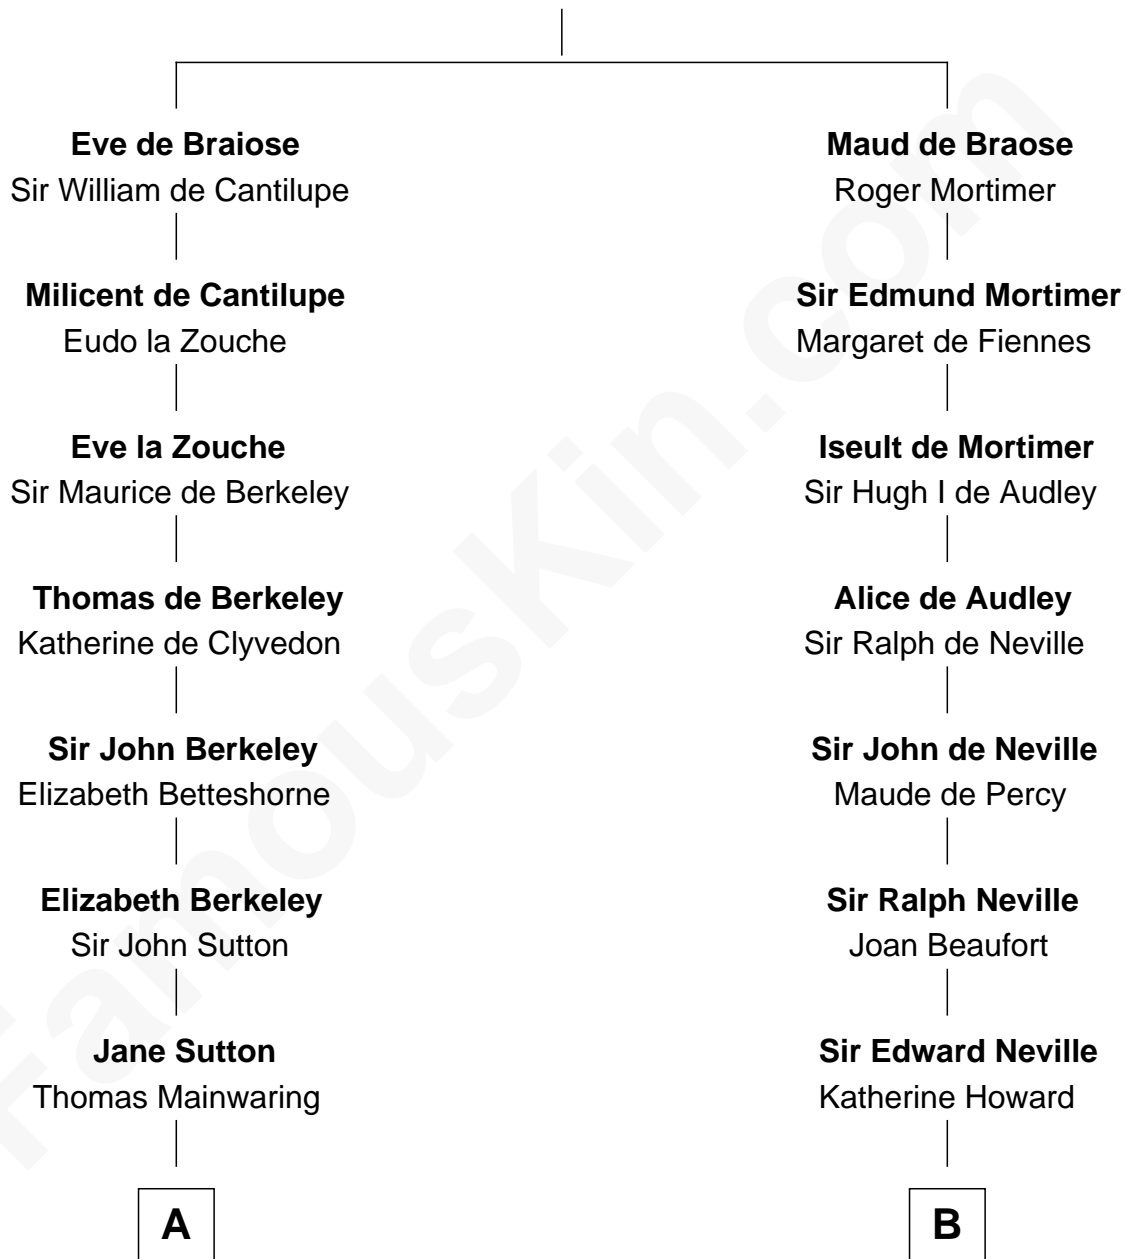 Eve de Braiose
Sir William de Cantilupe
Milicent de Cantilupe
Eudo la Zouche
Eve la Zouche
Sir Maurice de Berkeley
Thomas de Berkeley
Katherine de Clyvedon
Sir John Berkeley
Elizabeth Betteshorne
Elizabeth Berkeley
Sir John Sutton
Jane Sutton
Thomas Mainwaring
A
Maud de Braose
Roger Mortimer
Sir Edmund Mortimer
Margaret de Fiennes
Iseult de Mortimer
Sir Hugh I de Audley
Alice de Audley
Sir Ralph de Neville
Sir John de Neville
Maude de Percy
Sir Ralph Neville
Joan Beaufort
Sir Edward Neville
Katherine Howard
B
FamousKin.com